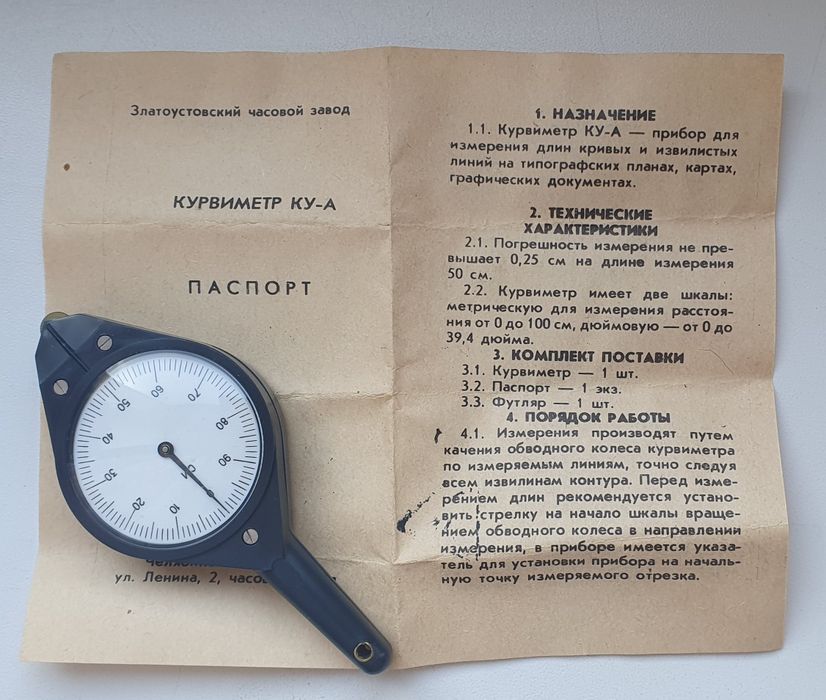 Златоустовский часовой завод
КУРВИМЕТР КУ-А
ПАСПОРТ
ул. Ленина, 2,
10
20
30
40
50
60
70
80
90
см
1. НАЗНАЧЕНИЕ
1.1. Курвиметр КУ-А — прибор для
измерения длин кривых и извилистых
линий на типографских планах, картах,
графических документах.
2. ТЕХНИЧЕСКИЕ
ХАРАКТЕРИСТИКИ
2.1. Погрешность измерения не пре-
вышает 0,25 см на длине измерения
50 см.
2.2. Курвиметр имеет две шкалы:
метрическую для измерения расстоя-
ния от 0 до 100 см, дюймовую — от 0 до
39,4 дюйма.
3. КОМПЛЕКТ ПОСТАВКИ
3.1. Курвиметр — 1 шт.
3.2. Паспорт — 1 экз.
3.3. Футляр — 1 шт.
4. ПОРЯДОК РАБОТЫ
4.1. Измерения производят путем
качения обводного колеса курвиметра
по измеряемым линиям, точно следуя
всем извилинам контура. Перед изме-
рением длин рекомендуется устано-
вить стрелку на начало шкалы враще-
нием обводного колеса в направлении
измерения, в приборе имеется указа-
тель для установки прибора на началь-
ную точку измеряемого отрезка.